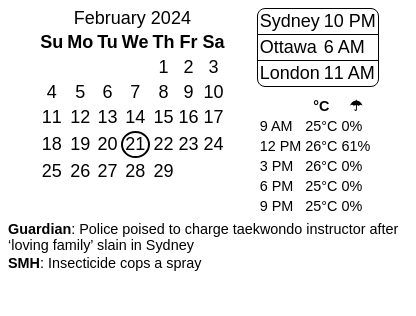 February 2024
Su Mo Tu We Th Fr Sa
1 2 3
4 5 6 7 8 9 10
11 12 13 14 15 16 17
18 19 20 21 22 23 24
25 26 27 28 29
Sydney 10 PM
Ottawa 6 AM
London 11 AM
°C ☂
9 AM 25°C 0%
12 PM 26°C 61%
3 PM 26°C 0%
6 PM 25°C 0%
9 PM 25°C 0%
Guardian: Police poised to charge taekwondo instructor after
‘loving family’ slain in Sydney
SMH: Insecticide cops a spray